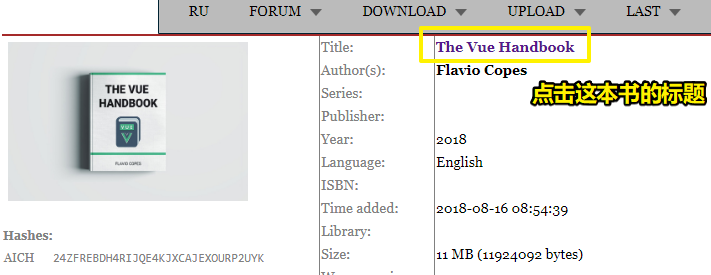 RU FORUM DOWNLOAD UPLOAD LAST
THE VUE
HANDBOOK
VUE
FLAVIO COPES
Title: The Vue Handbook
Author(s): Flavio Copes
点击这本书的标题
Series:
Publisher:
Year: 2018
Language: English
ISBN:
Time added: 2018-08-16 08:54:39
Library:
Size: 11 MB (11924092 bytes)
Hashes:
AICH 24ZFREBDH4RIJQE4KJXCAJEXOURP2UYK